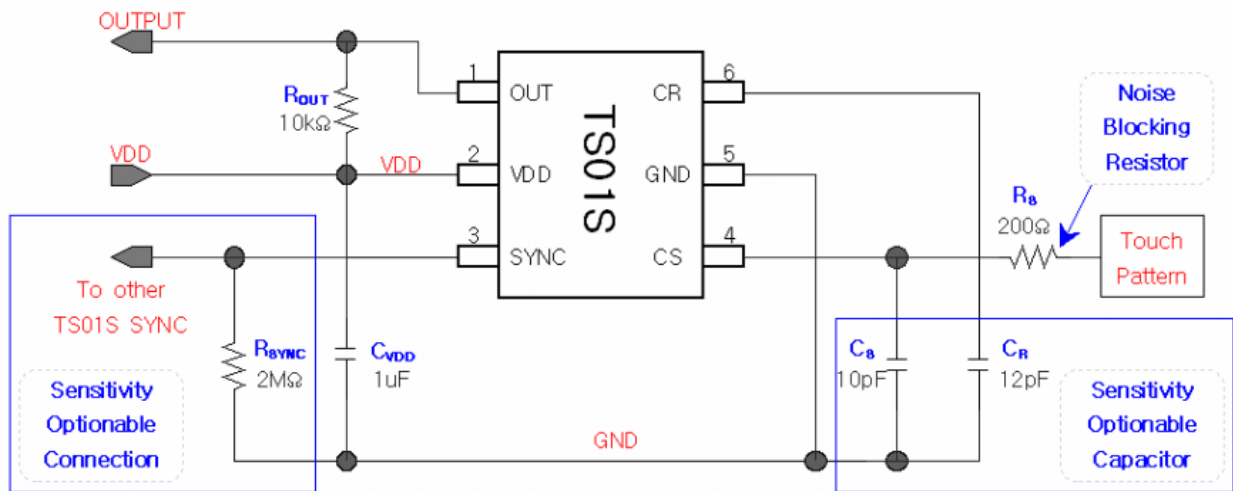 OUTPUT
ROUT
10kΩ
VDD
VDD
To other
TS01S SYNC
RSYNC
2MΩ
CVDD
1uF
Sensitivity
Optionable
Connection
1
OUT
2
VDD
3
SYNC
TS01S
6
CR
5
GND
4
CS
GND
Noise
Blocking
Resistor
RS
200Ω
Touch
Pattern
CS
10pF
CR
12pF
Sensitivity
Optionable
Capacitor